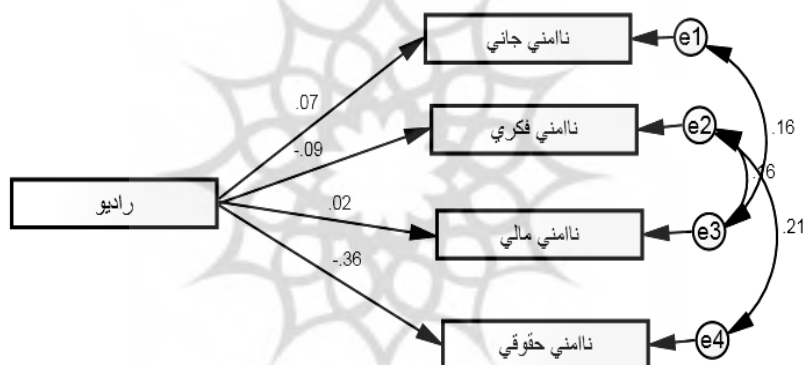 ناامني جاني
e1
.07
.16
ناامني فكري
e2
-.09
راديو
.02
ناامني مالي
e3
.21
-.36
ناامني حقوقي
e4